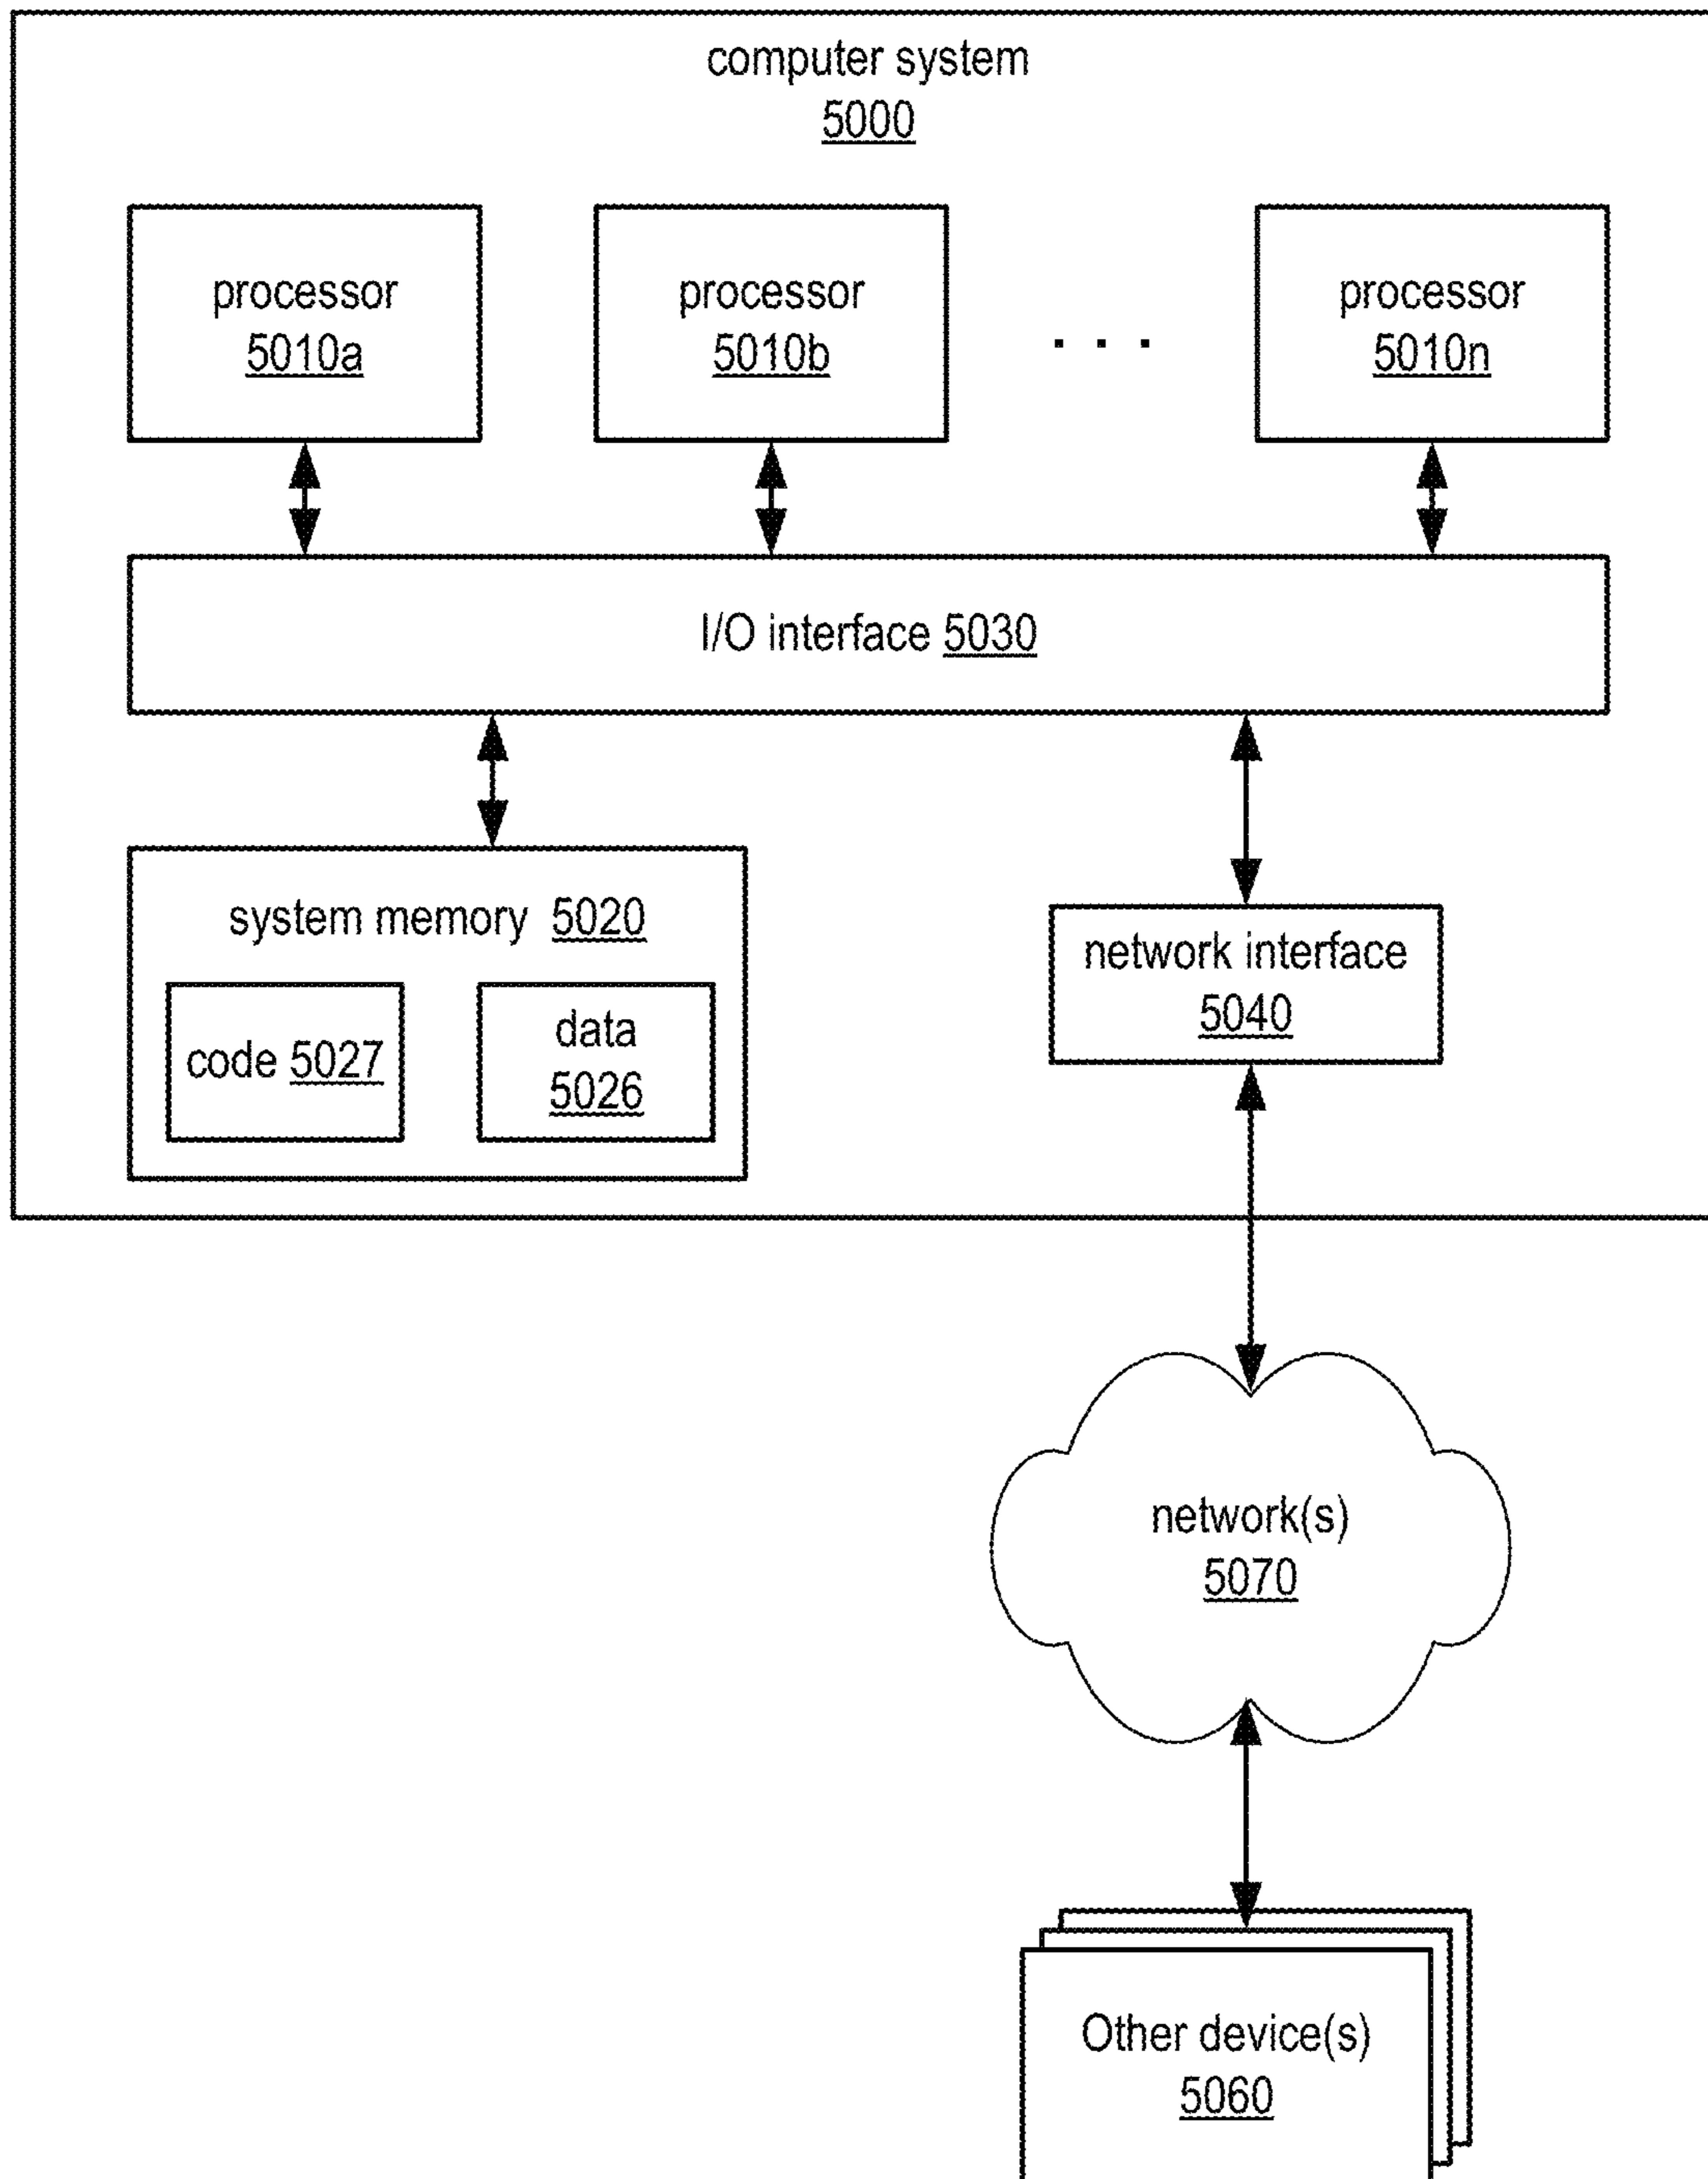 computer system
5000
processor
5010a
processor
5010b
. . .
processor
5010n
I/O interface 5030
system memory 5020
code 5027
data
5026
network interface
5040
network(s)
5070
Other device(s)
5060